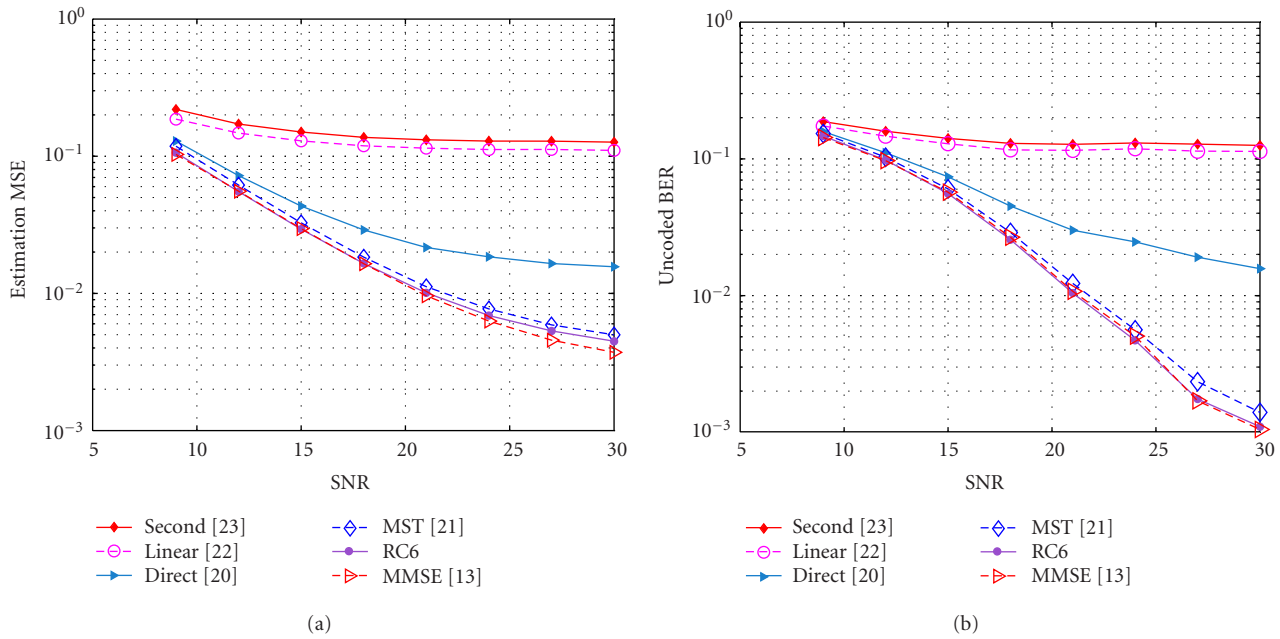 10^0
10^-1
10^-2
10^-3
Estimation MSE
5 10 15 20 25 30
SNR
Second [23]
Linear [22]
Direct [20]
MST [21]
RC6
MMSE [13]
(a)
10^0
10^-1
10^-2
10^-3
Uncoded BER
5 10 15 20 25 30
SNR
Second [23]
Linear [22]
Direct [20]
MST [21]
RC6
MMSE [13]
(b)